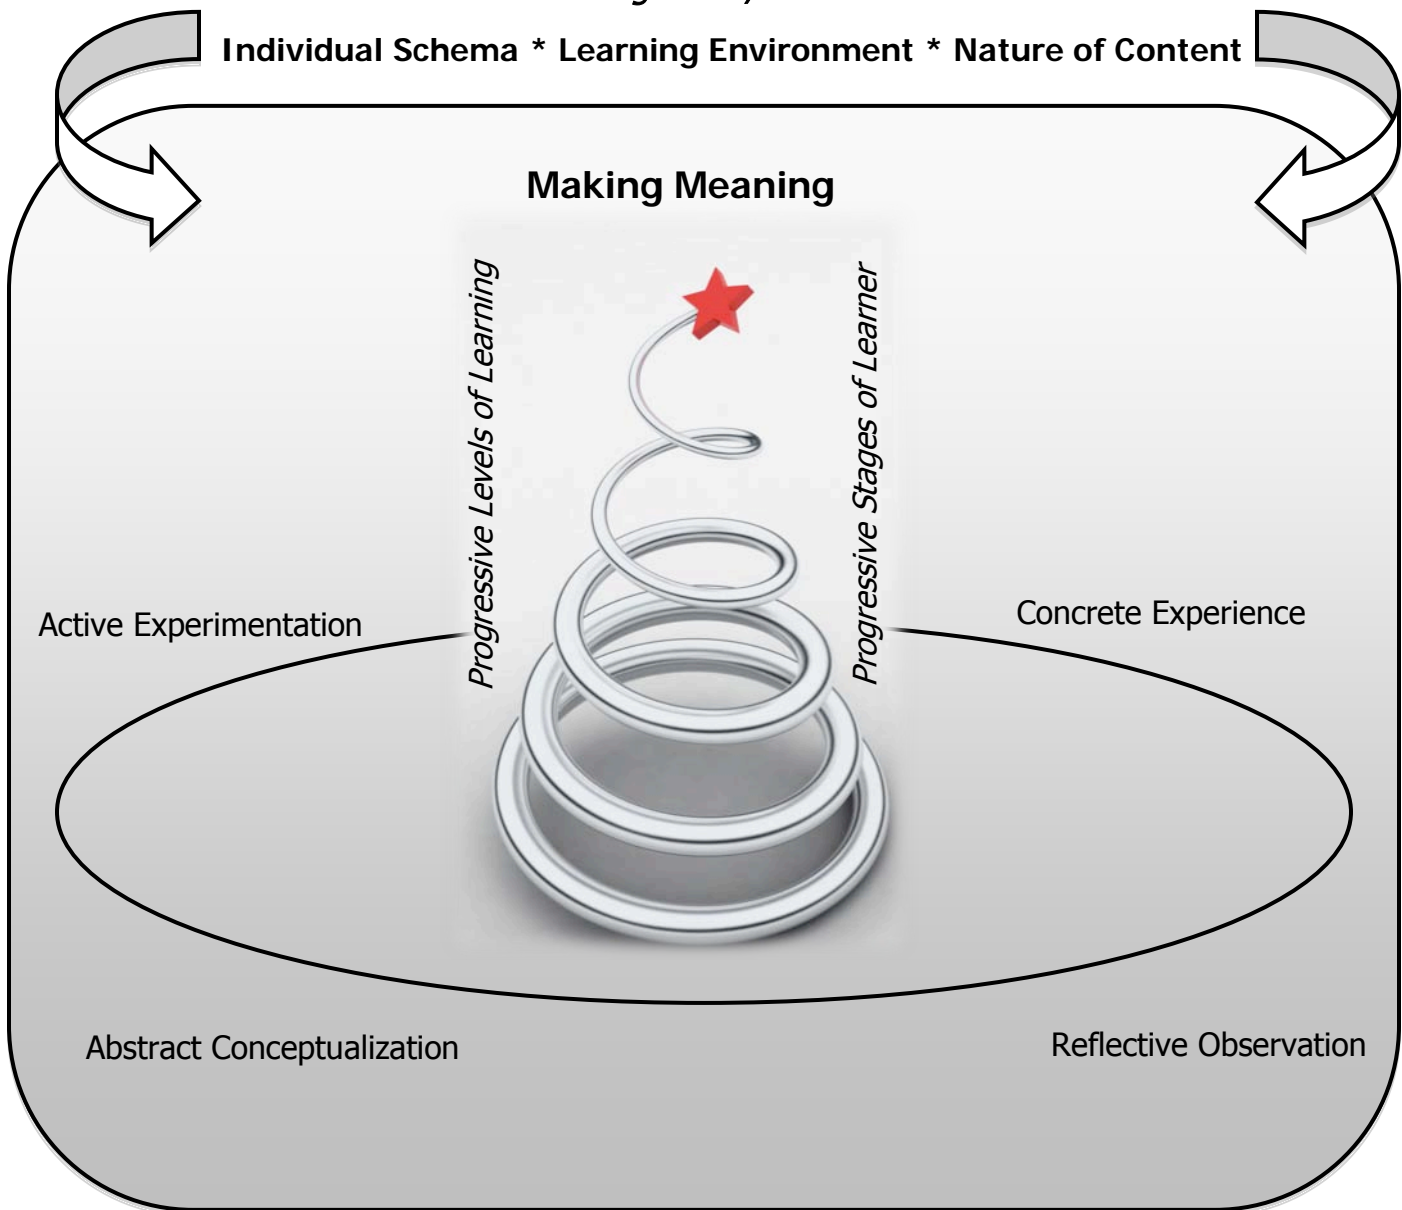 Individual Schema * Learning Environment * Nature of Content
Making Meaning
Progressive Levels of Learning
Progressive Stages of Learner
Active Experimentation
Concrete Experience
Abstract Conceptualization
Reflective Observation